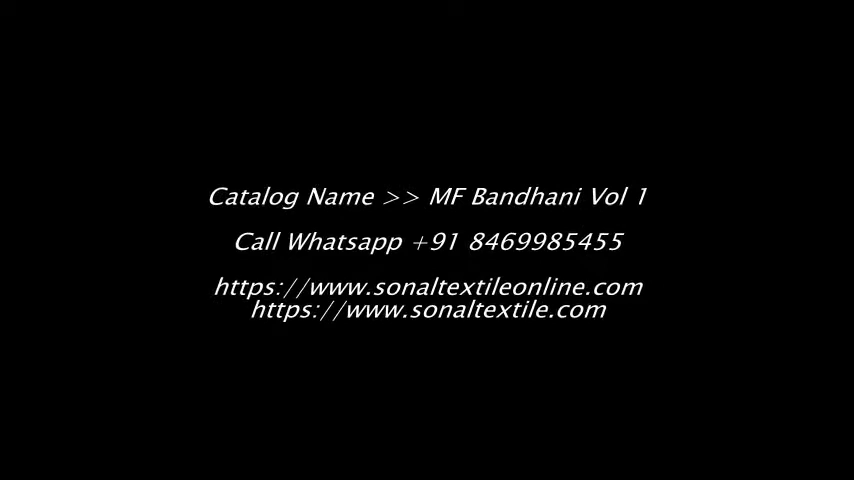 Catalog Name >> MF Bandhani Vol 1
Call Whatsapp +91 8469985455
https://www.sonaltextileonline.com
https://www.sonaltextile.com